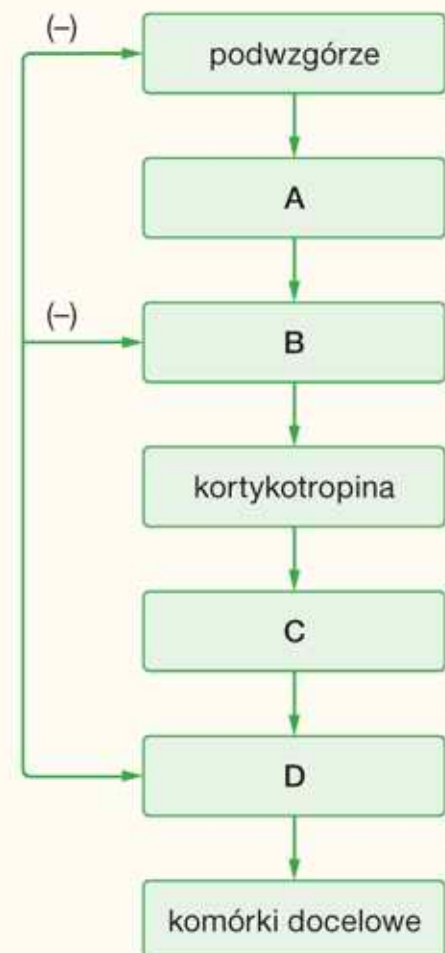 (–)
podwzgórze
A
(–)
B
kortykotropina
C
D
komórki docelowe